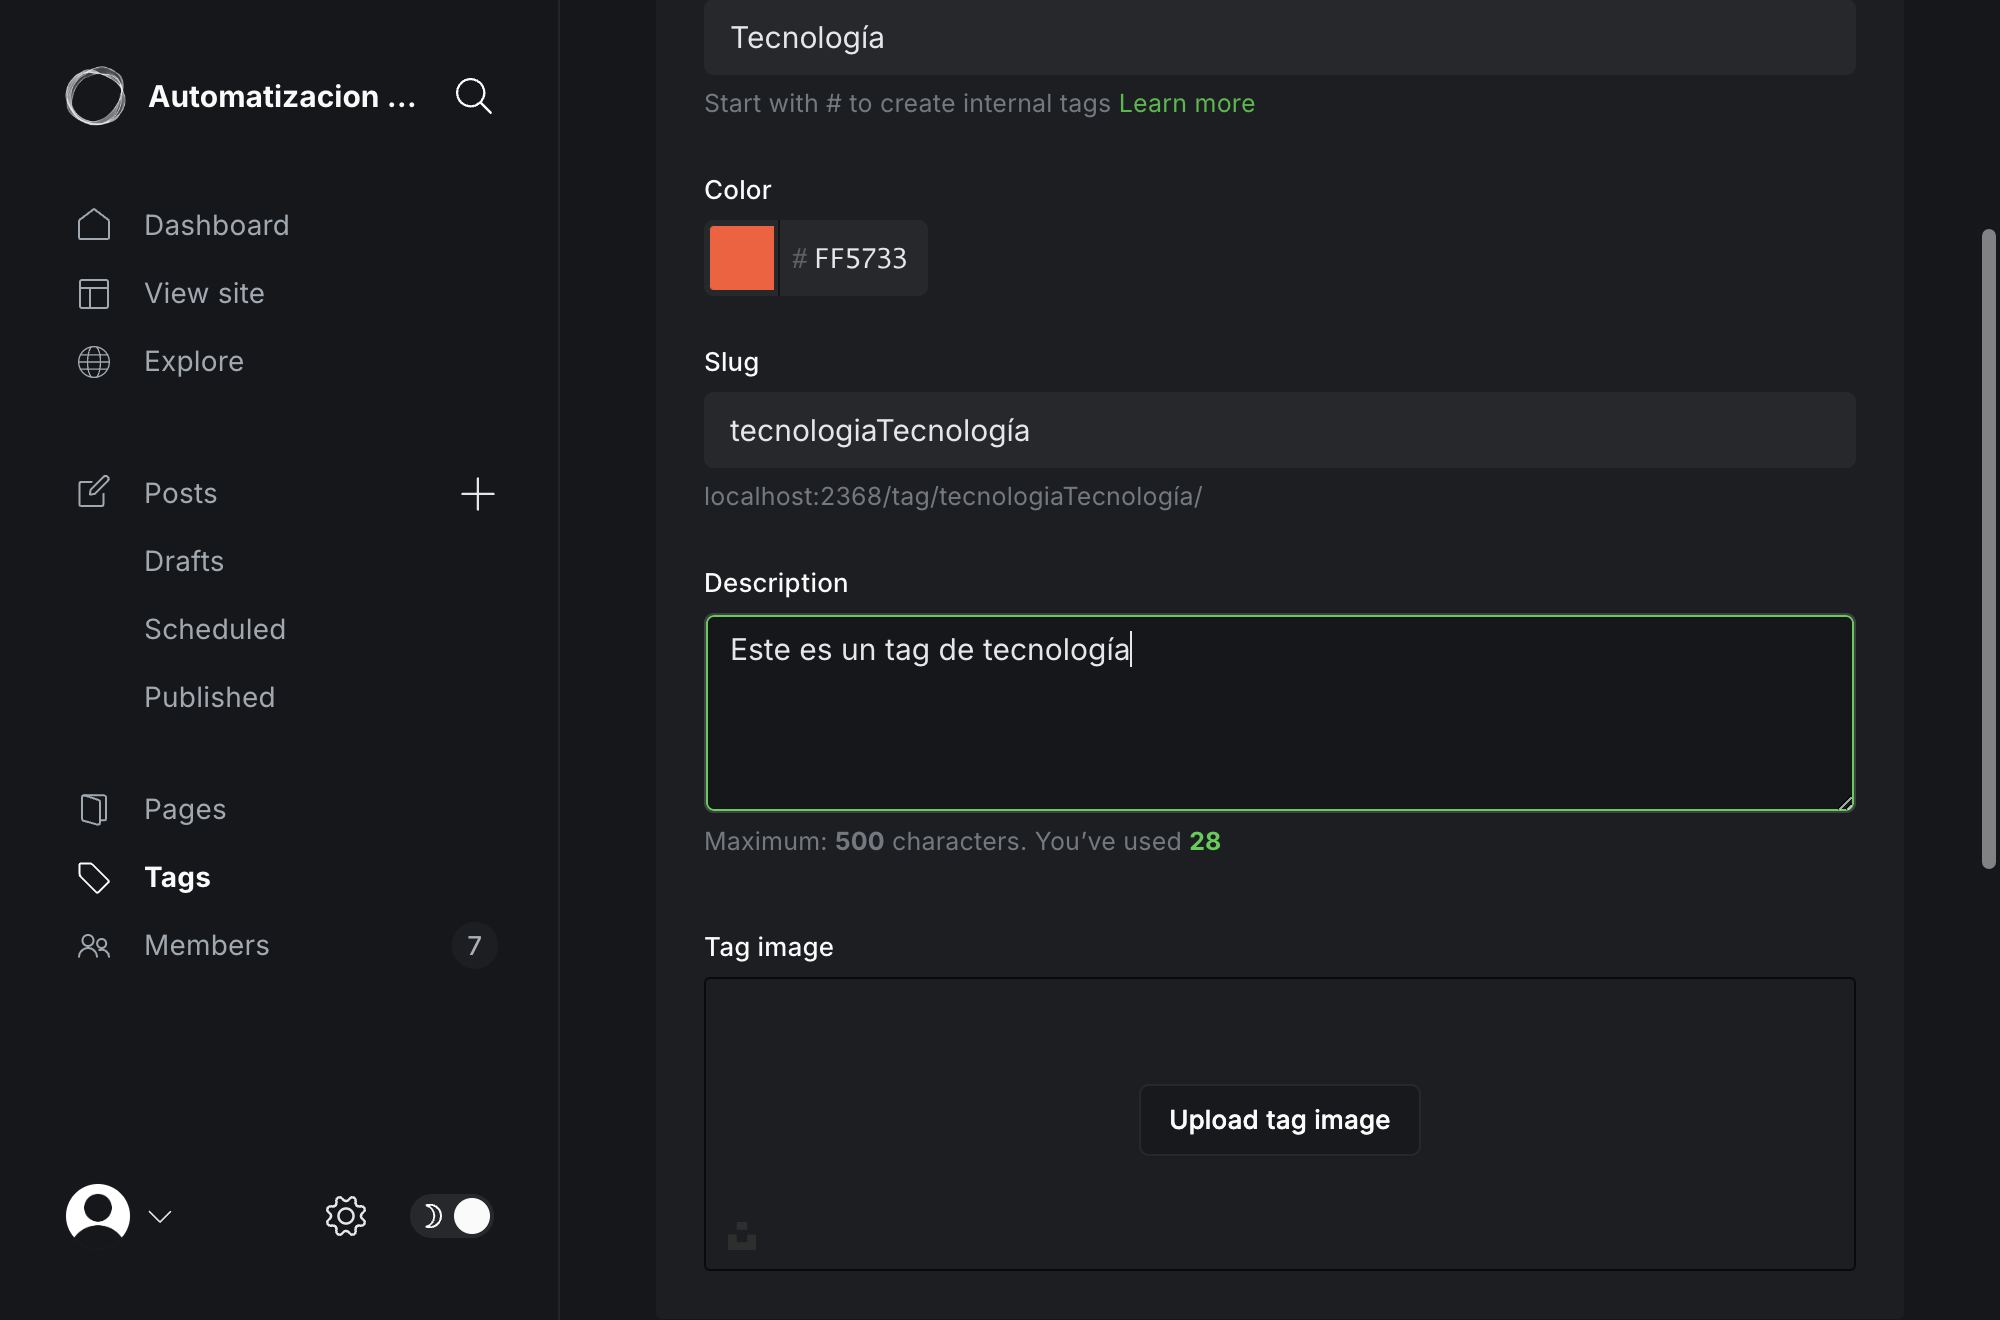 Automatizacion ...
Dashboard
View site
Explore
Posts
Drafts
Scheduled
Published
Pages
Tags
Members
7
Tecnología
Start with # to create internal tags Learn more
Color
# FF5733
Slug
tecnologiaTecnología
localhost:2368/tag/tecnologiaTecnología/
Description
Este es un tag de tecnología
Maximum: 500 characters. You’ve used 28
Tag image
Upload tag image